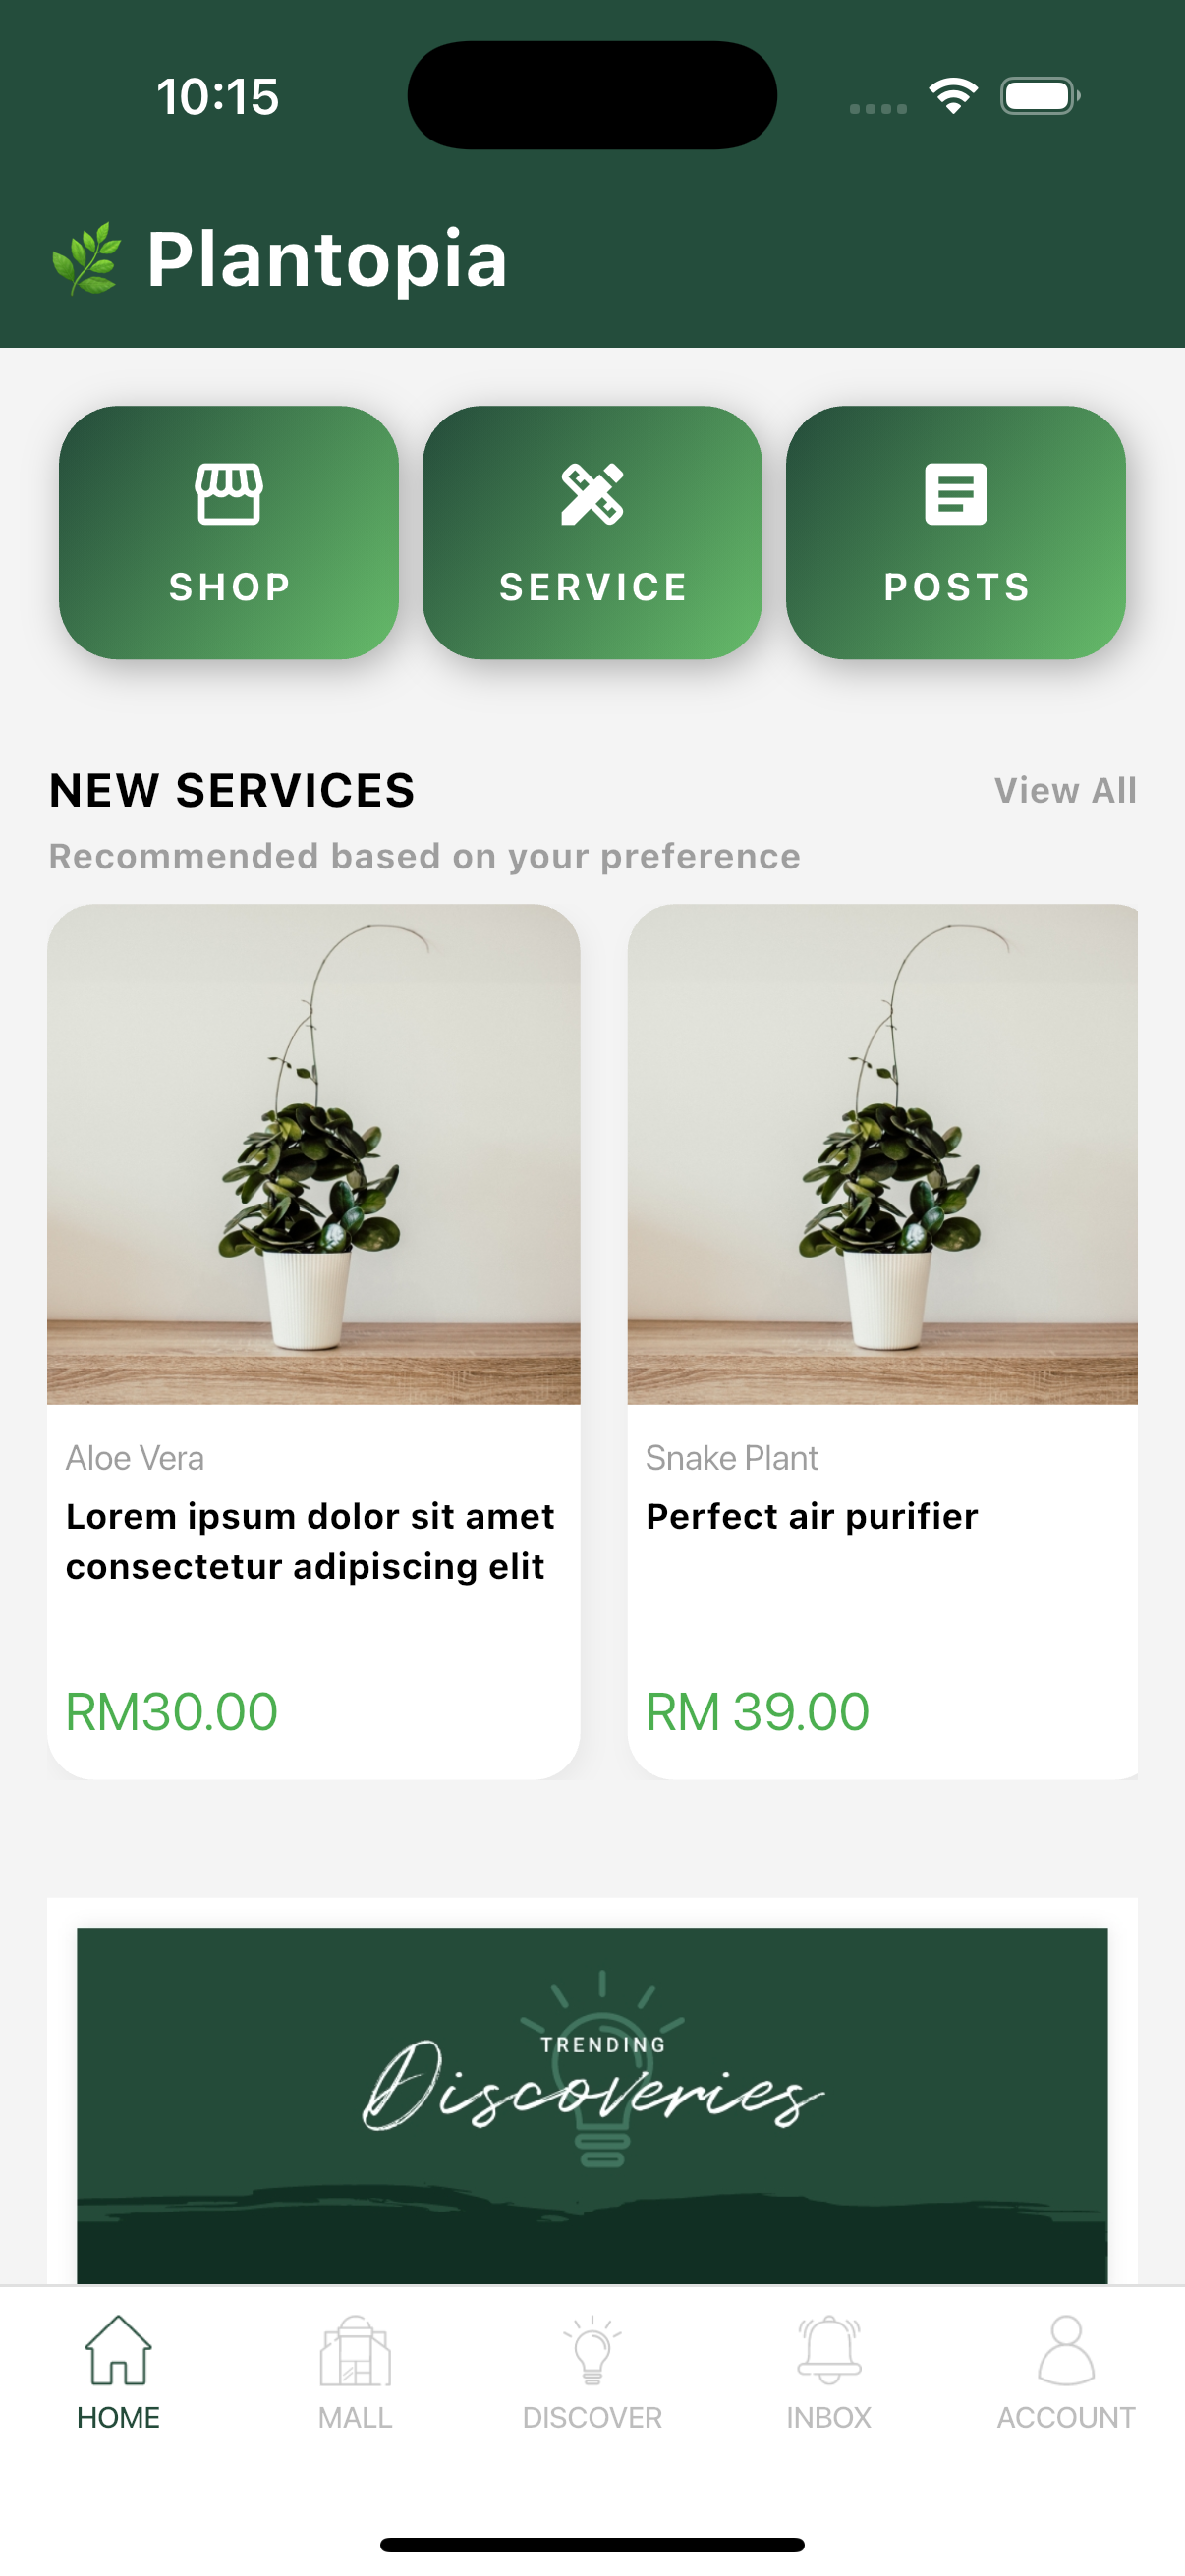 10:15
Plantopia
SHOP
SERVICE
POSTS
NEW SERVICES
View All
Recommended based on your preference
Aloe Vera
Lorem ipsum dolor sit amet
consectetur adipiscing elit
RM30.00
Snake Plant
Perfect air purifier
RM 39.00
TRENDING
Discoveries
HOME
MALL
DISCOVER
INBOX
ACCOUNT